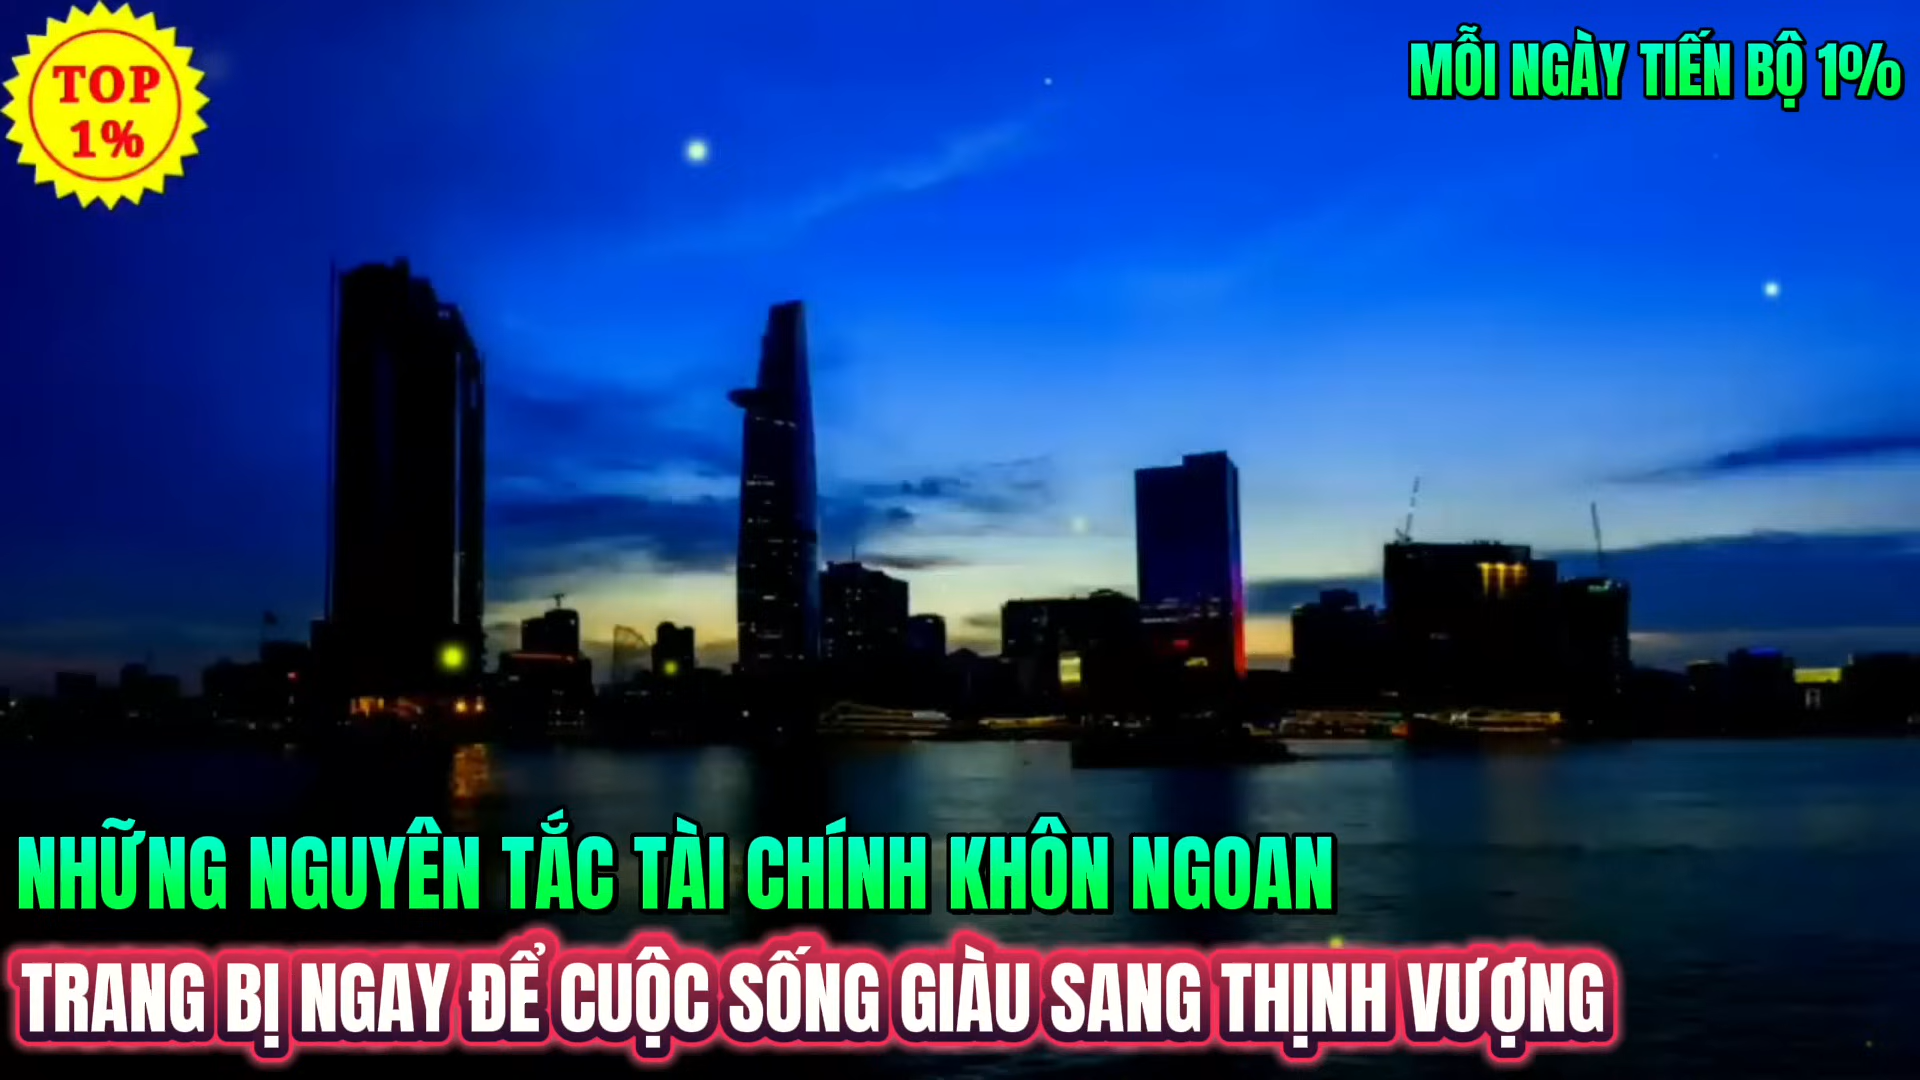 TOP
1%
MỖI NGÀY TIẾN BỘ 1%
NHỮNG NGUYÊN TẮC TÀI CHÍNH KHÔN NGOAN
TRANG BỊ NGAY ĐỂ CUỘC SỐNG GIÀU SANG THỊNH VƯỢNG